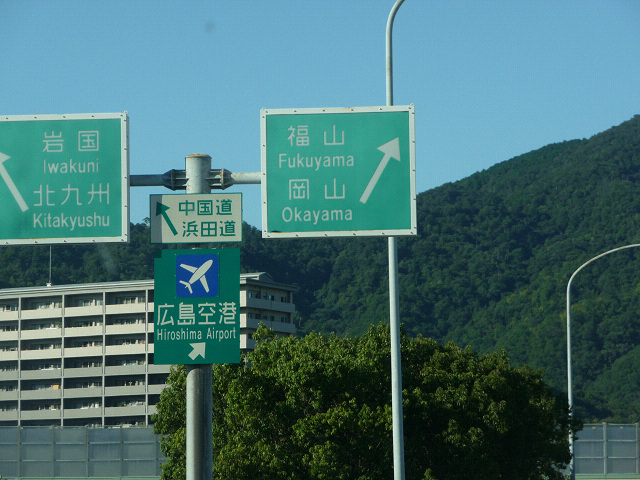 岩国
Iwakuni
北九州
Kitakyushu
中国道
浜田道
広島空港
Hiroshima Airport
福山
Fukuyama
岡山
Okayama